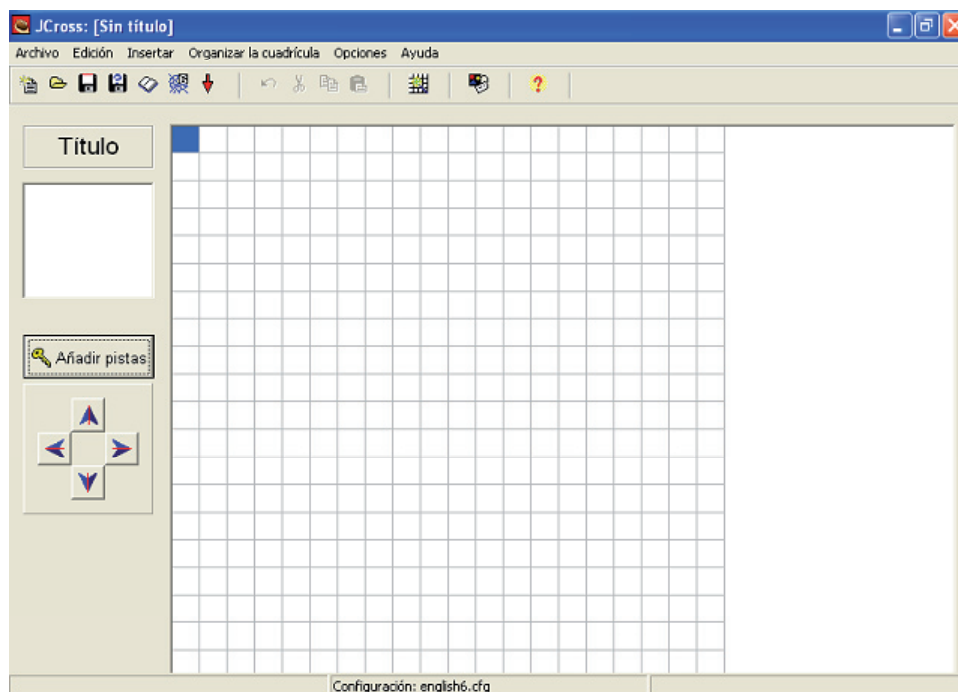 JCross: [Sin título]
Archivo Edición Insertar Organizar la cuadrícula Opciones Ayuda
?
Título
Añadir pistas
Configuración: english6.cfg